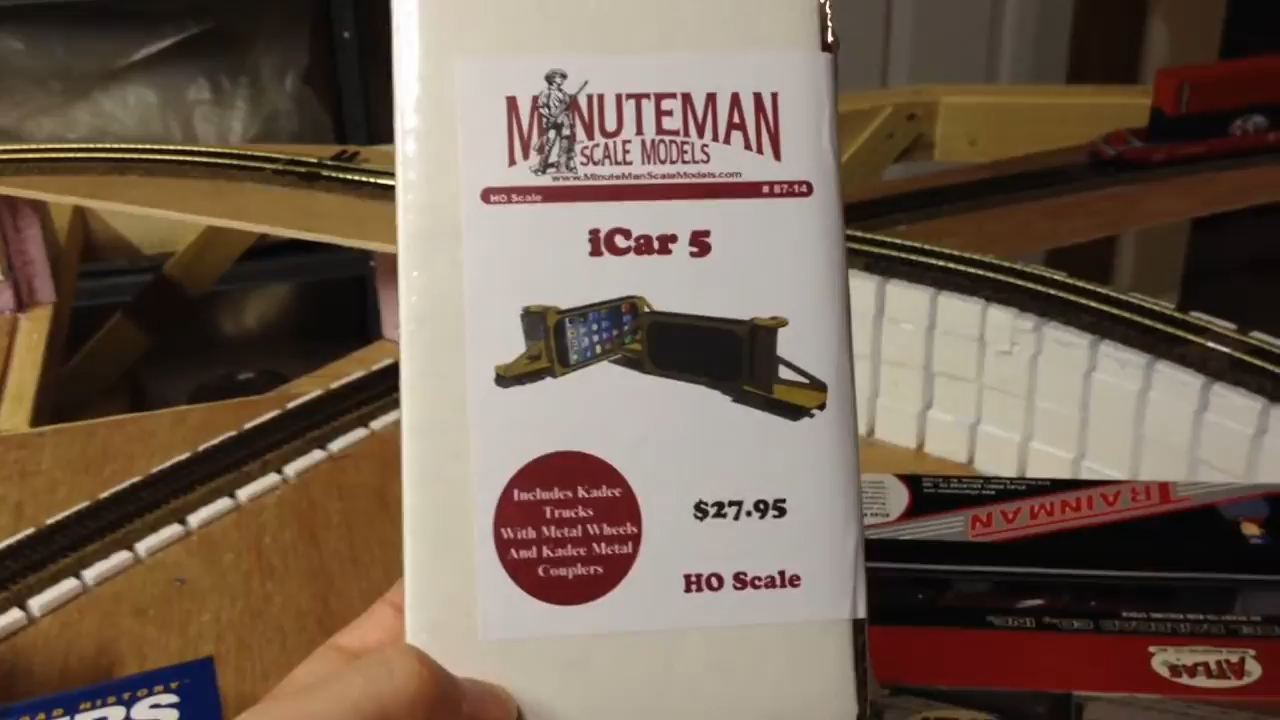 MINUTEMAN
SCALE MODELS
www.MinuteManScaleModels.com
HO Scale
# 87-14
iCar 5
Includes Kadee
Trucks
With Metal Wheels
And Kadee Metal
Couplers
$27.95
HO Scale
TRAINMAN
ATLAS